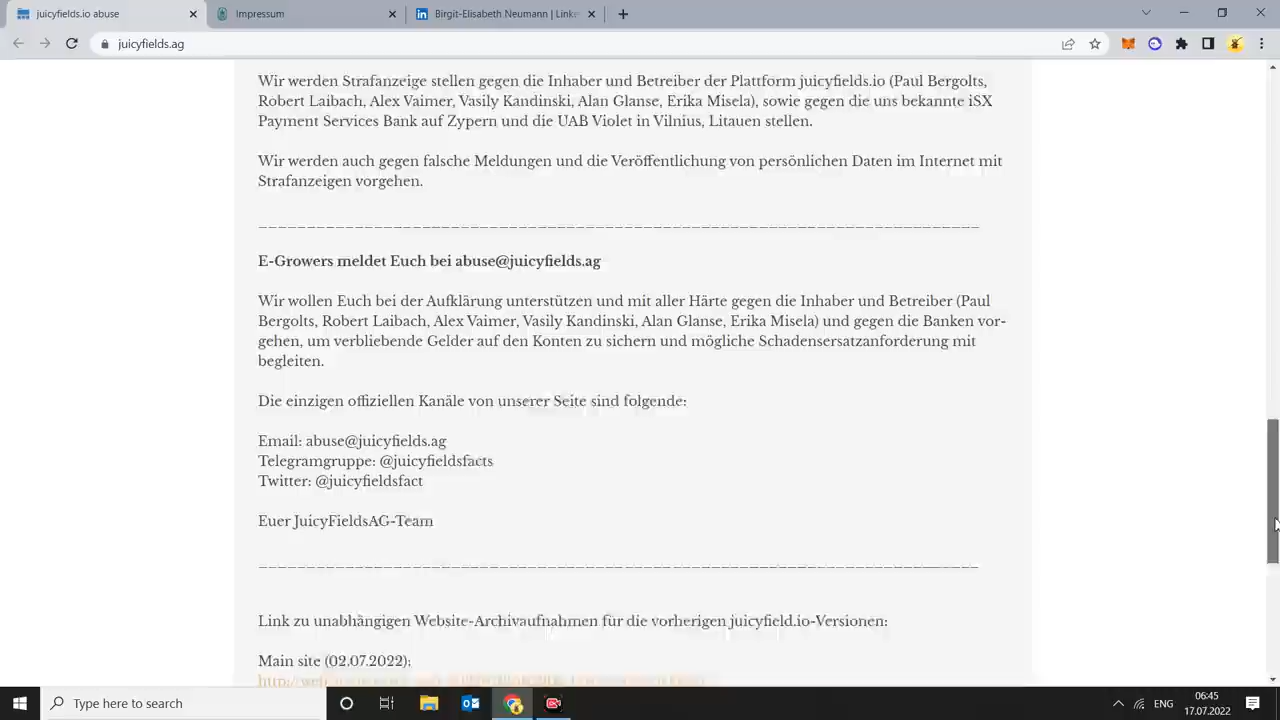 juicyfields.io abuse
Impressum
Birgit-Elisabeth Neumann | Linke
juicyfields.ag
Wir werden Strafanzeige stellen gegen die Inhaber und Betreiber der Plattform juicyfields.io (Paul Bergolts,
Robert Laibach, Alex Vaimer, Vasily Kandinski, Alan Glanse, Erika Misela), sowie gegen die uns bekannte iSX
Payment Services Bank auf Zypern und die UAB Violet in Vilnius, Litauen stellen.
Wir werden auch gegen falsche Meldungen und die Veröffentlichung von persönlichen Daten im Internet mit
Strafanzeigen vorgehen.
E-Growers meldet Euch bei abuse@juicyfields.ag
Wir wollen Euch bei der Aufklärung unterstützen und mit aller Härte gegen die Inhaber und Betreiber (Paul
Bergolts, Robert Laibach, Alex Vaimer, Vasily Kandinski, Alan Glanse, Erika Misela) und gegen die Banken vor-
gehen, um verbliebende Gelder auf den Konten zu sichern und mögliche Schadensersatzanforderung mit
begleiten.
Die einzigen offiziellen Kanäle von unserer Seite sind folgende:
Email: abuse@juicyfields.ag
Telegramgruppe: @juicyfieldsfacts
Twitter: @juicyfieldsfact
Euer JuicyFieldsAG-Team
Link zu unabhängigen Website-Archivaufnahmen für die vorherigen juicyfield.io-Versionen:
Main site (02.07.2022):
Type here to search
ENG
06:45
17.07.2022